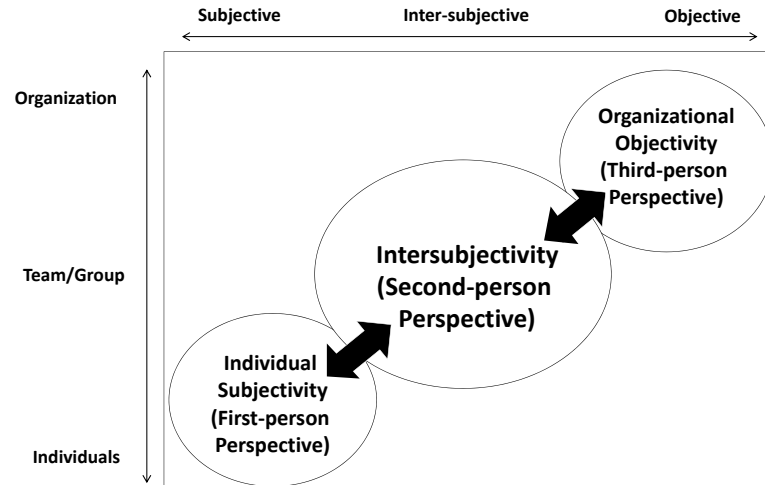 Subjective Inter-subjective Objective
Organization
Organizational
Objectivity
(Third-person
Perspective)
Team/Group
Intersubjectivity
(Second-person
Perspective)
Individual
Subjectivity
(First-person
Perspective)
Individuals